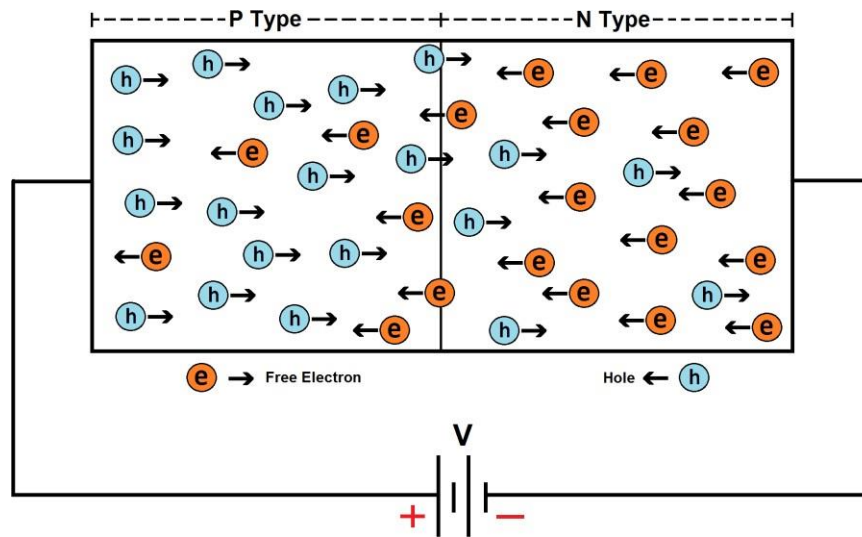 P Type N Type
h h h h h e e e
h h e e e e e
h h e h h e h e
h h e e h e e
e h h e e e
h h h e e h e e h e e
e Free Electron Hole h
V
+ −